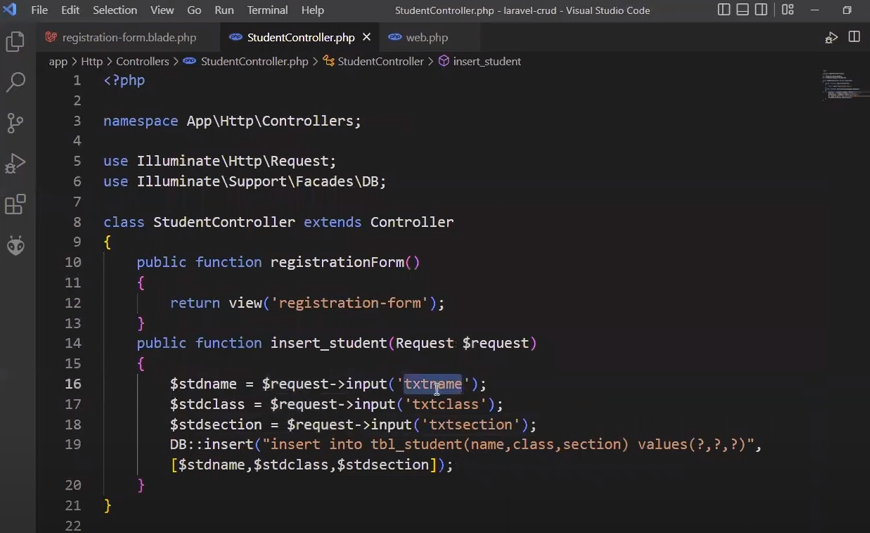 File Edit Selection View Go Run Terminal Help StudentController.php - laravel-crud - Visual Studio Code
registration-form.blade.php StudentController.php web.php
app > Http > Controllers > StudentController.php > StudentController > insert_student
1 <?php
2
3 namespace App\Http\Controllers;
4
5 use Illuminate\Http\Request;
6 use Illuminate\Support\Facades\DB;
7
8 class StudentController extends Controller
9 {
10 public function registrationForm()
11 {
12 return view('registration-form');
13 }
14 public function insert_student(Request $request)
15 {
16 $stdname = $request->input('txtname');
17 $stdclass = $request->input('txtclass');
18 $stdsection = $request->input('txtsection');
19 DB::insert("insert into tbl_student(name,class,section) values(?,?,?)",
[$stdname,$stdclass,$stdsection]);
20 }
21 }
22